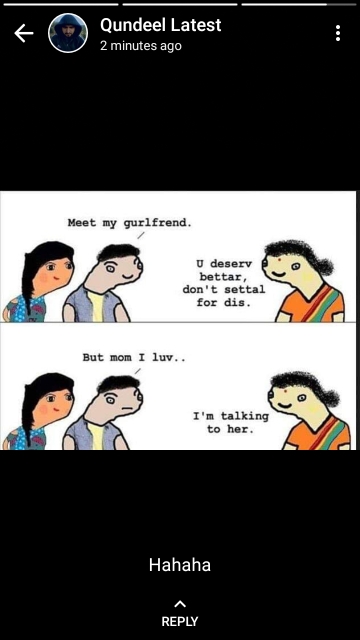 Qundeel Latest
2 minutes ago
Meet my gurlfrend.
U deserv
bettar,
don't settal
for dis.
But mom I luv..
I'm talking
to her.
Hahaha
REPLY